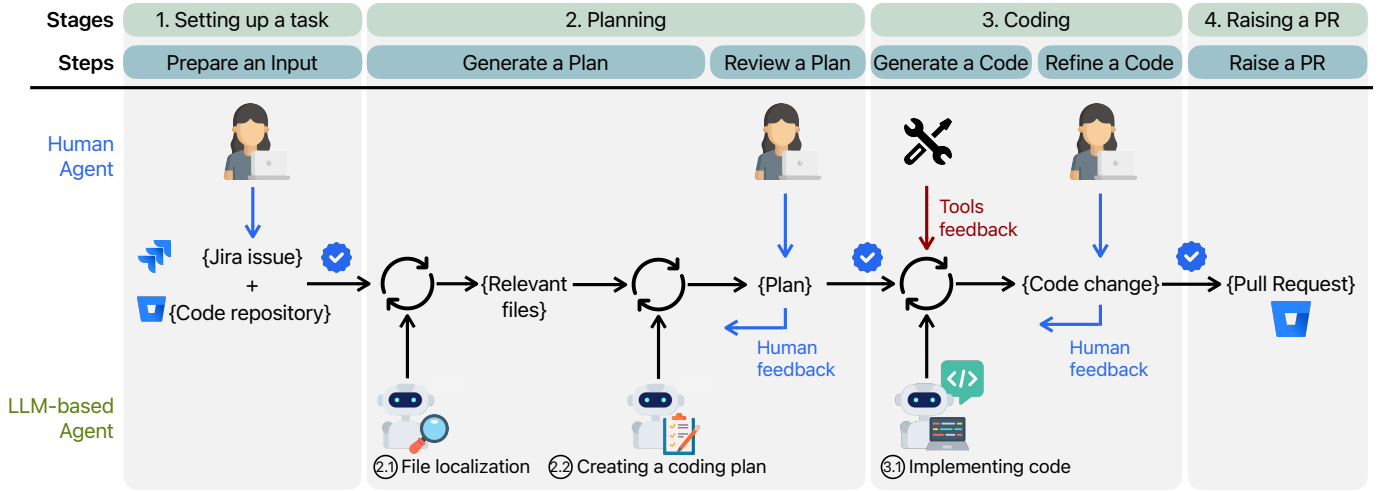 Stages
1. Setting up a task
2. Planning
3. Coding
4. Raising a PR
Steps
Prepare an Input
Generate a Plan
Review a Plan
Generate a Code
Refine a Code
Raise a PR
Human
Agent
Tools
feedback
{Jira issue}
+
{Code repository}
{Relevant
files}
{Plan}
{Code change}
{Pull Request}
Human
feedback
Human
feedback
LLM-based
Agent
2.1 File localization
2.2 Creating a coding plan
3.1 Implementing code